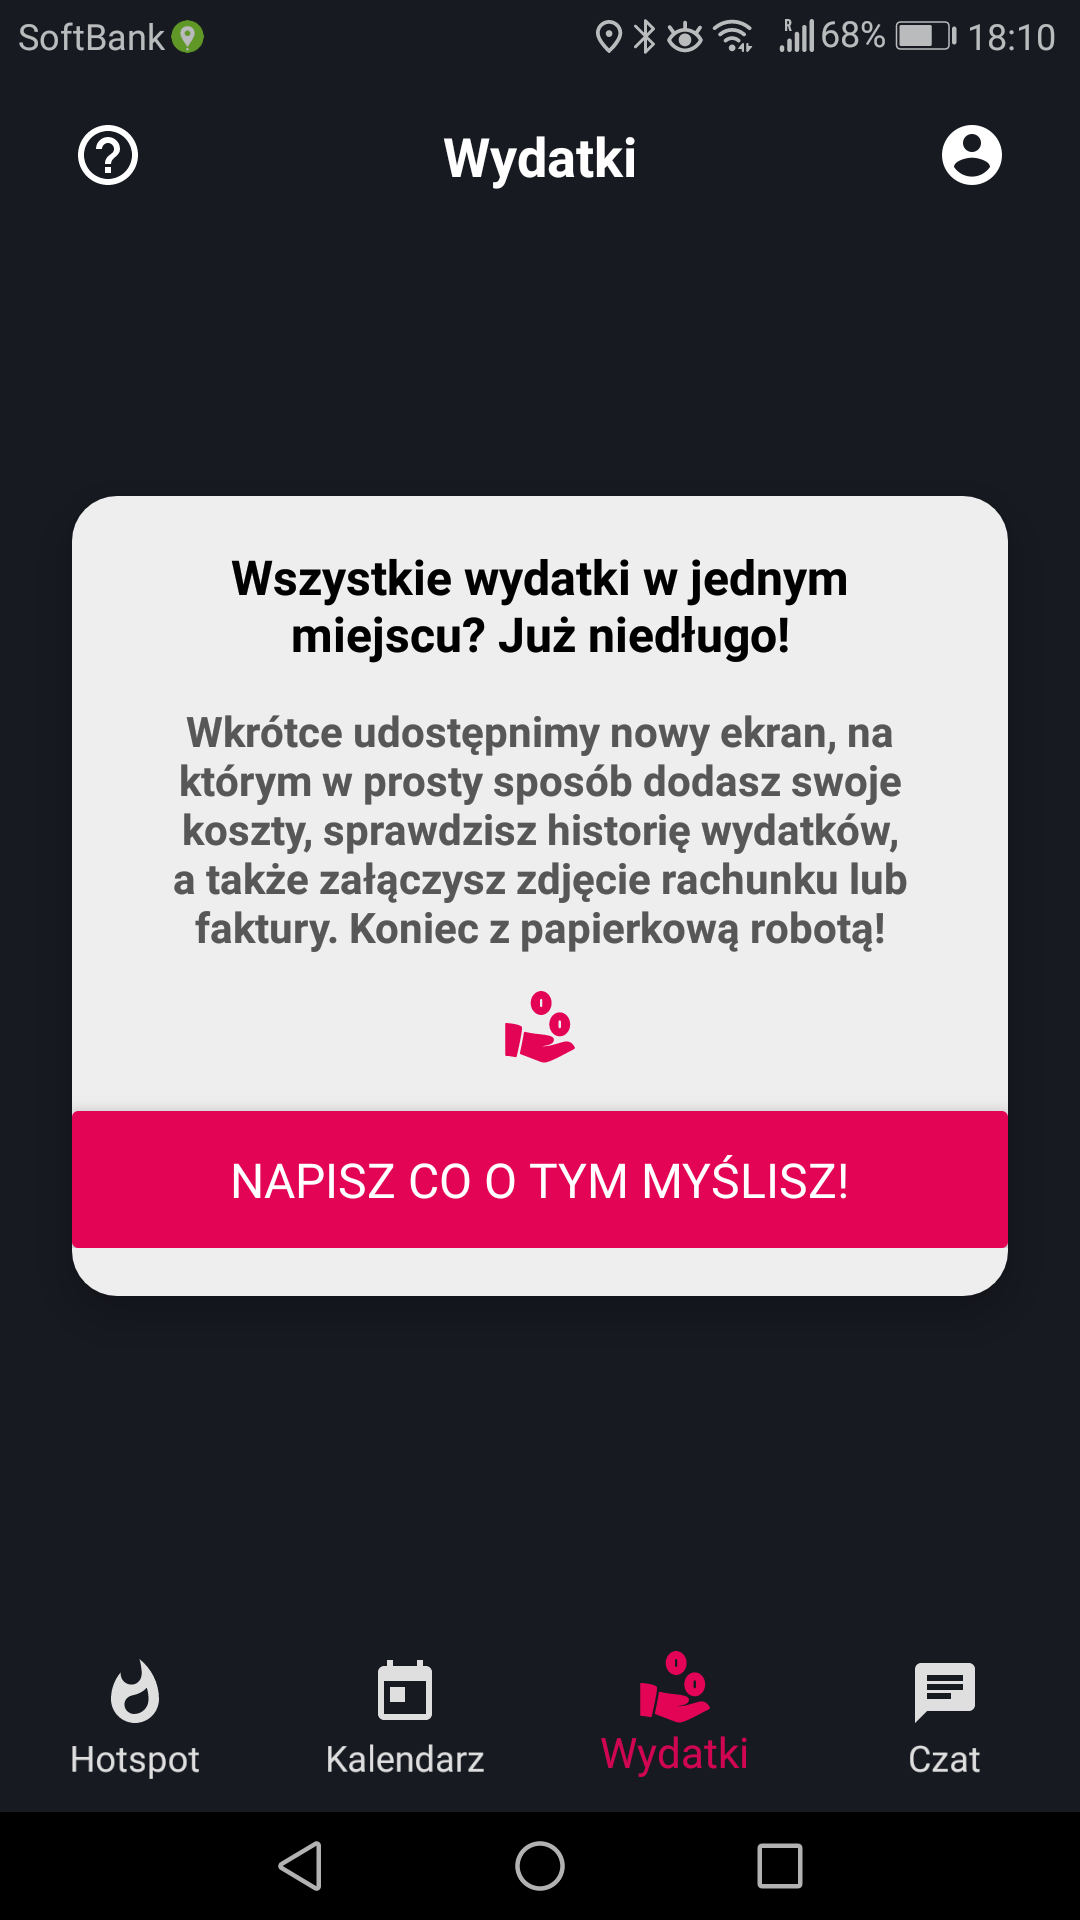 SoftBank
R 68% 18:10
Wydatki
Wszystkie wydatki w jednym
miejscu? Już niedługo!
Wkrótce udostępnimy nowy ekran, na
którym w prosty sposób dodasz swoje
koszty, sprawdzisz historię wydatków,
a także załączysz zdjęcie rachunku lub
faktury. Koniec z papierkową robotą!
NAPISZ CO O TYM MYŚLISZ!
Hotspot
Kalendarz
Wydatki
Czat